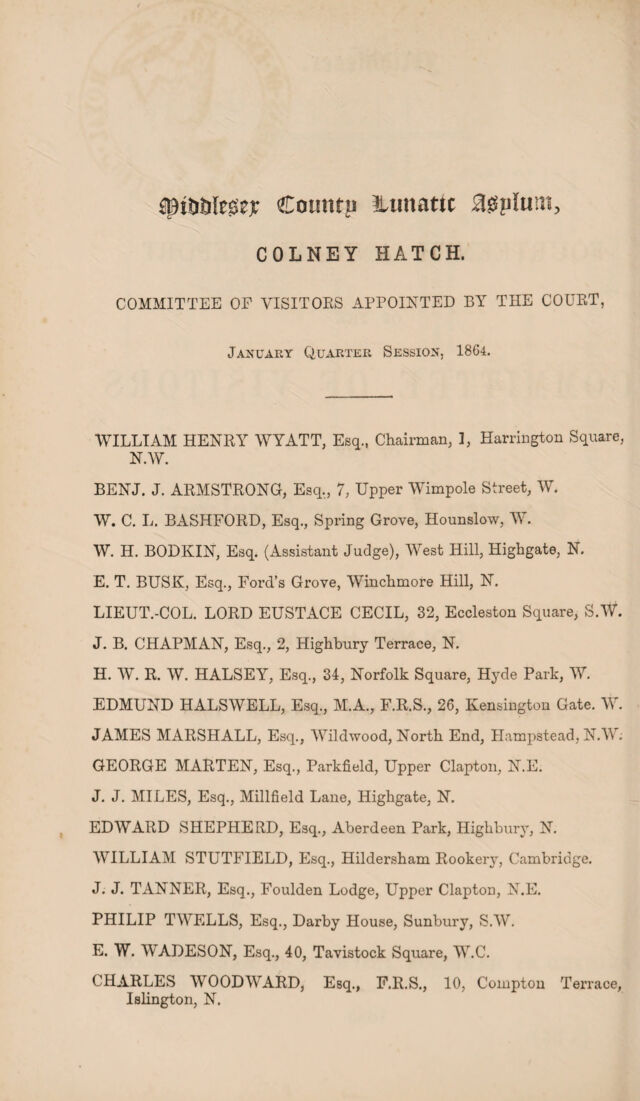 Middlesex County Lunatic Asylum,
COLNEY HATCH.
COMMITTEE OF VISITORS APPOINTED BY THE COURT,
January Quarter Session, 1864.
WILLIAM HENRY WYATT, Esq., Chairman, 1, Harrington Square,
N.W.
BENJ. J. ARMSTRONG, Esq., 7, Upper Wimpole Street, W.
W. C. L. BASHFORD, Esq., Spring Grove, Hounslow, W.
W. H. BODKIN, Esq. (Assistant Judge), West Hill, Highgate, N.
E. T. BUSK, Esq., Ford's Grove, Winchmore Hill, N.
LIEUT.-COL. LORD EUSTACE CECIL, 32, Eccleston Square, S.W.
J. B. CHAPMAN, Esq., 2, Highbury Terrace, N.
H. W. R. W. HALSEY, Esq., 34, Norfolk Square, Hyde Park, W.
EDMUND HALSWELL, Esq., M.A., F.R.S., 26, Kensington Gate. W.
JAMES MARSHALL, Esq., Wildwood, North End, Hampstead, N.W.
GEORGE MARTEN, Esq., Parkfield, Upper Clapton, N.E.
J. J. MILES, Esq., Millfield Lane, Highgate, N.
EDWARD SHEPHERD, Esq., Aberdeen Park, Highbury, N.
WILLIAM STUTFIELD, Esq., Hildersham Rookery, Cambridge.
J. J. TANNER, Esq., Foulden Lodge, Upper Clapton, N.E.
PHILIP TWELLS, Esq., Darby House, Sunbury, S.W.
E. W. WADESON, Esq., 40, Tavistock Square, W.C.
CHARLES WOODWARD, Esq., F.R.S., 10, Compton Terrace,
Islington, N.